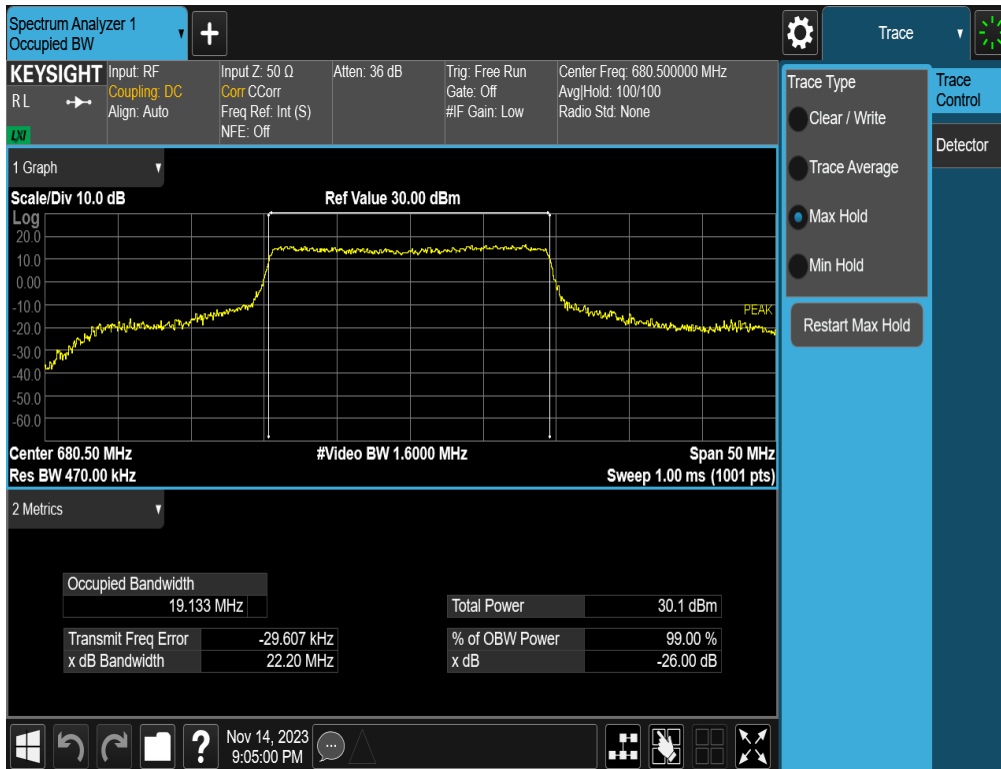 Spectrum Analyzer 1
Occupied BW
+
Trace
KEYSIGHT
RL
LXI
Input: RF
Coupling: DC
Align: Auto
Input Z: 50 Ω
Corr CCorr
Freq Ref: Int (S)
NFE: Off
Atten: 36 dB
Trig: Free Run
Gate: Off
#IF Gain: Low
Center Freq: 680.500000 MHz
Avg|Hold: 100/100
Radio Std: None
Trace Type
Clear / Write
Trace Average
Max Hold
Min Hold
Restart Max Hold
Trace
Control
Detector
1 Graph
Scale/Div 10.0 dB
Ref Value 30.00 dBm
Log
20.0
10.0
0.00
-10.0
-20.0
-30.0
-40.0
-50.0
-60.0
PEAK
Center 680.50 MHz
#Video BW 1.6000 MHz
Span 50 MHz
Res BW 470.00 kHz
Sweep 1.00 ms (1001 pts)
2 Metrics
Occupied Bandwidth
19.133 MHz
Total Power 30.1 dBm
Transmit Freq Error -29.607 kHz
% of OBW Power 99.00 %
x dB Bandwidth 22.20 MHz
x dB -26.00 dB
?
Nov 14, 2023
9:05:00 PM